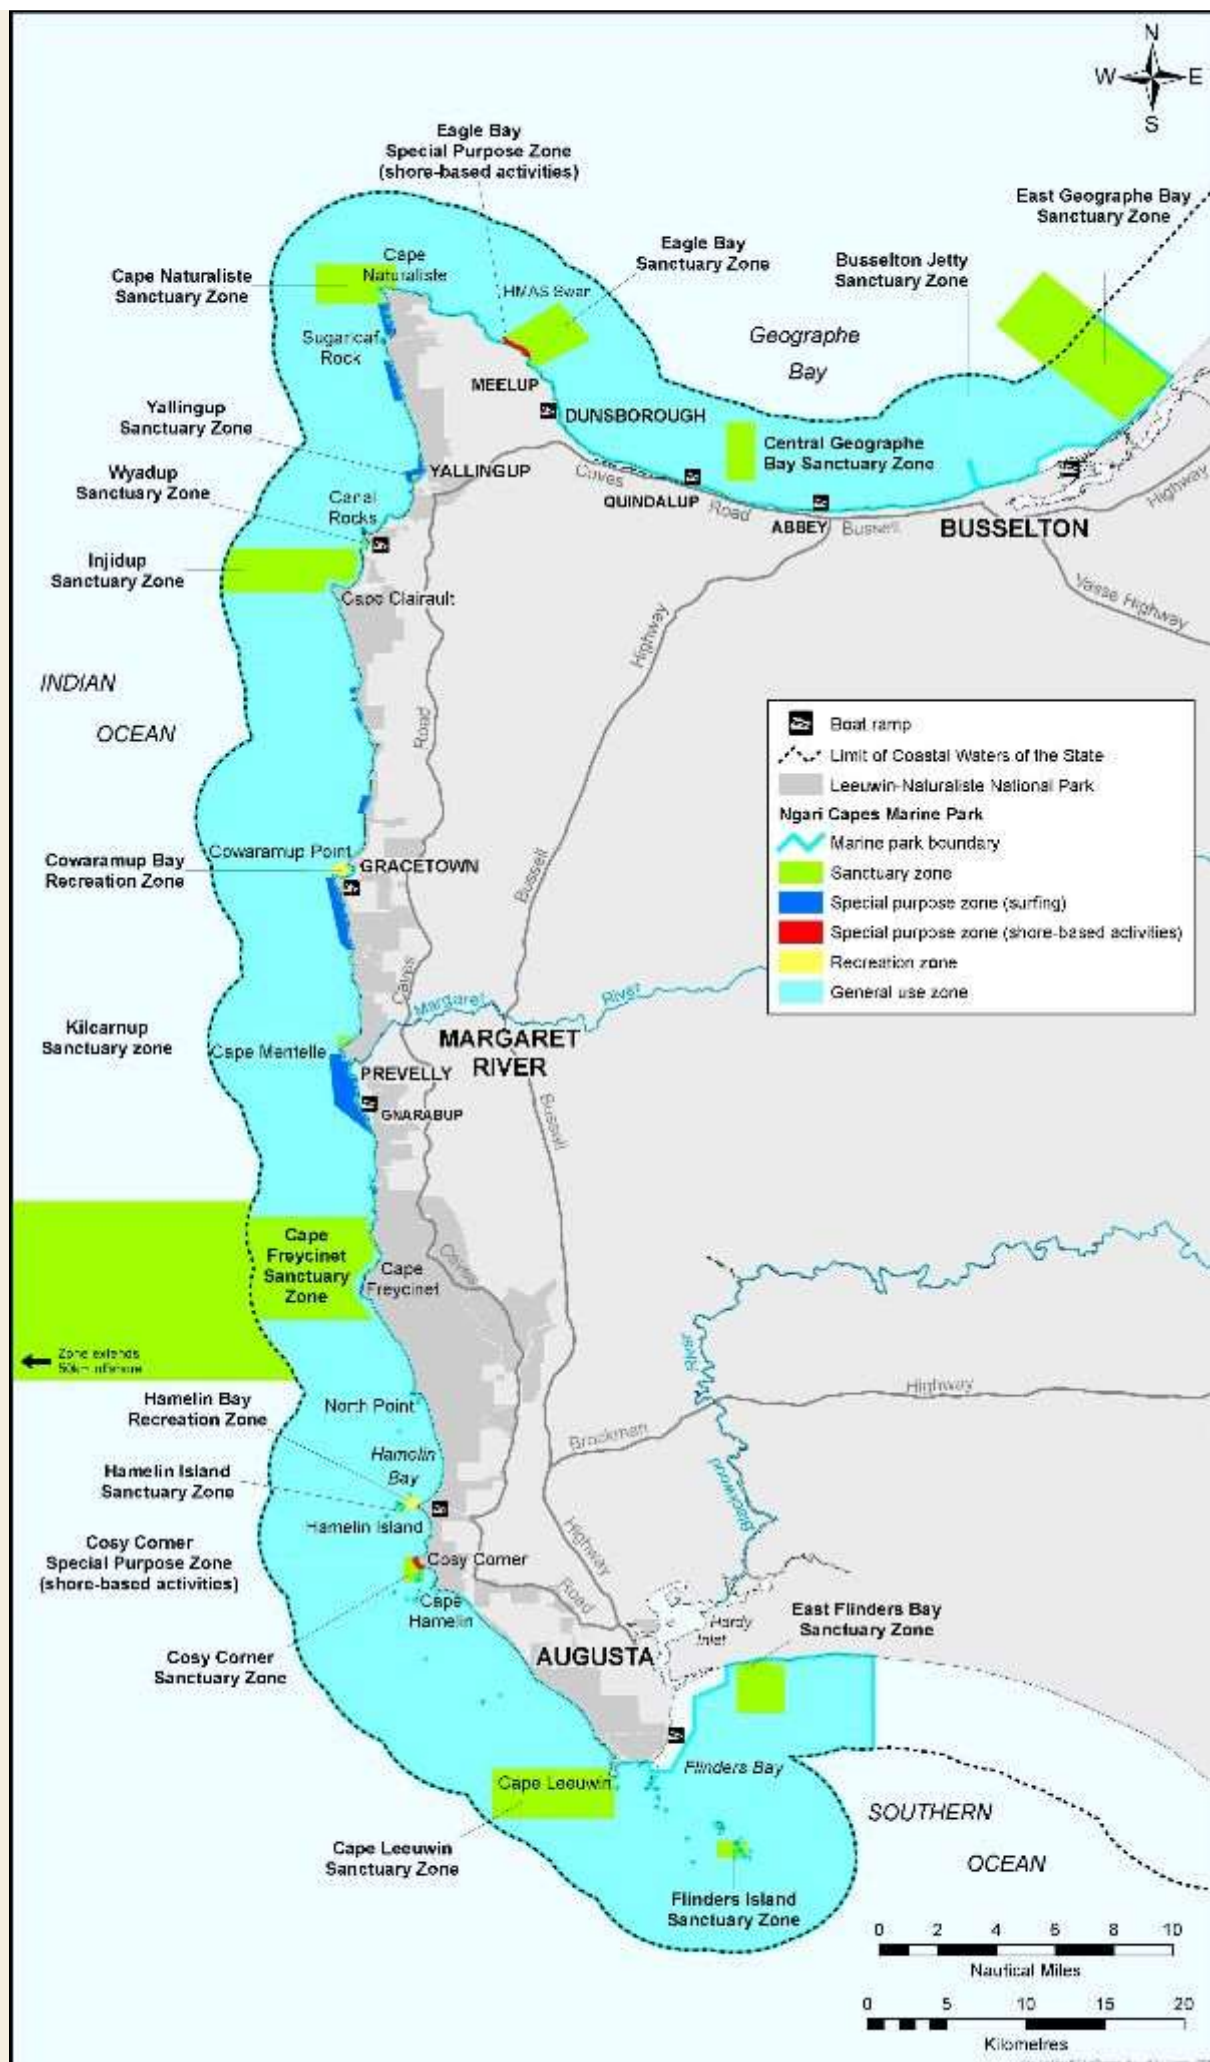 N
W E
S
Eagle Bay
Special Purpose Zone
(shore-based activities)
East Geographe Bay
Sanctuary Zone
Eagle Bay
Sanctuary Zone
Busselton Jetty
Sanctuary Zone
Cape
Naturaliste
Cape Naturaliste
Sanctuary Zone
HMAS Swan
Geographe
Bay
Sugarloaf
Rock
MEELUP
DUNSBOROUGH
Yallingup
Sanctuary Zone
Central Geographe
Bay Sanctuary Zone
YALLINGUP
Wyadup
Sanctuary Zone
Caves
Road
Canal
Rocks
QUINDALUP
ABBEY
Bussell
Highway
BUSSELTON
Injidup
Sanctuary Zone
Cape Clairault
Vasse Highway
Highway
INDIAN
OCEAN
Road
Boat ramp
Limit of Coastal Waters of the State
Leeuwin-Naturaliste National Park
Ngari Capes Marine Park
Marine park boundary
Sanctuary zone
Special purpose zone (surfing)
Special purpose zone (shore-based activities)
Recreation zone
General use zone
Cowaramup Point
Cowaramup Bay
Recreation Zone
GRACETOWN
Bussell
Caves
Margaret
River
Kilcarnup
Sanctuary zone
Cape Mentelle
MARGARET
RIVER
PREVELLY
GNARABUP
Bussell
Cape
Freycinet
Sanctuary
Zone
Cape
Freycinet
Caves
Zone extends
50km offshore
River
Highway
Hamelin Bay
Recreation Zone
North Point
Brockman
Hamelin
Bay
Hamelin Island
Sanctuary Zone
Blackwood
Hamelin Island
Cosy Corner
Special Purpose Zone
(shore-based activities)
Cosy Corner
Highway
Road
Cape
Hamelin
Hardy
Inlet
East Flinders Bay
Sanctuary Zone
Cosy Corner
Sanctuary Zone
AUGUSTA
Flinders Bay
Cape Leeuwin
SOUTHERN
OCEAN
Cape Leeuwin
Sanctuary Zone
Flinders Island
Sanctuary Zone
0 2 4 6 8 10
Nautical Miles
0 5 10 15 20
Kilometres